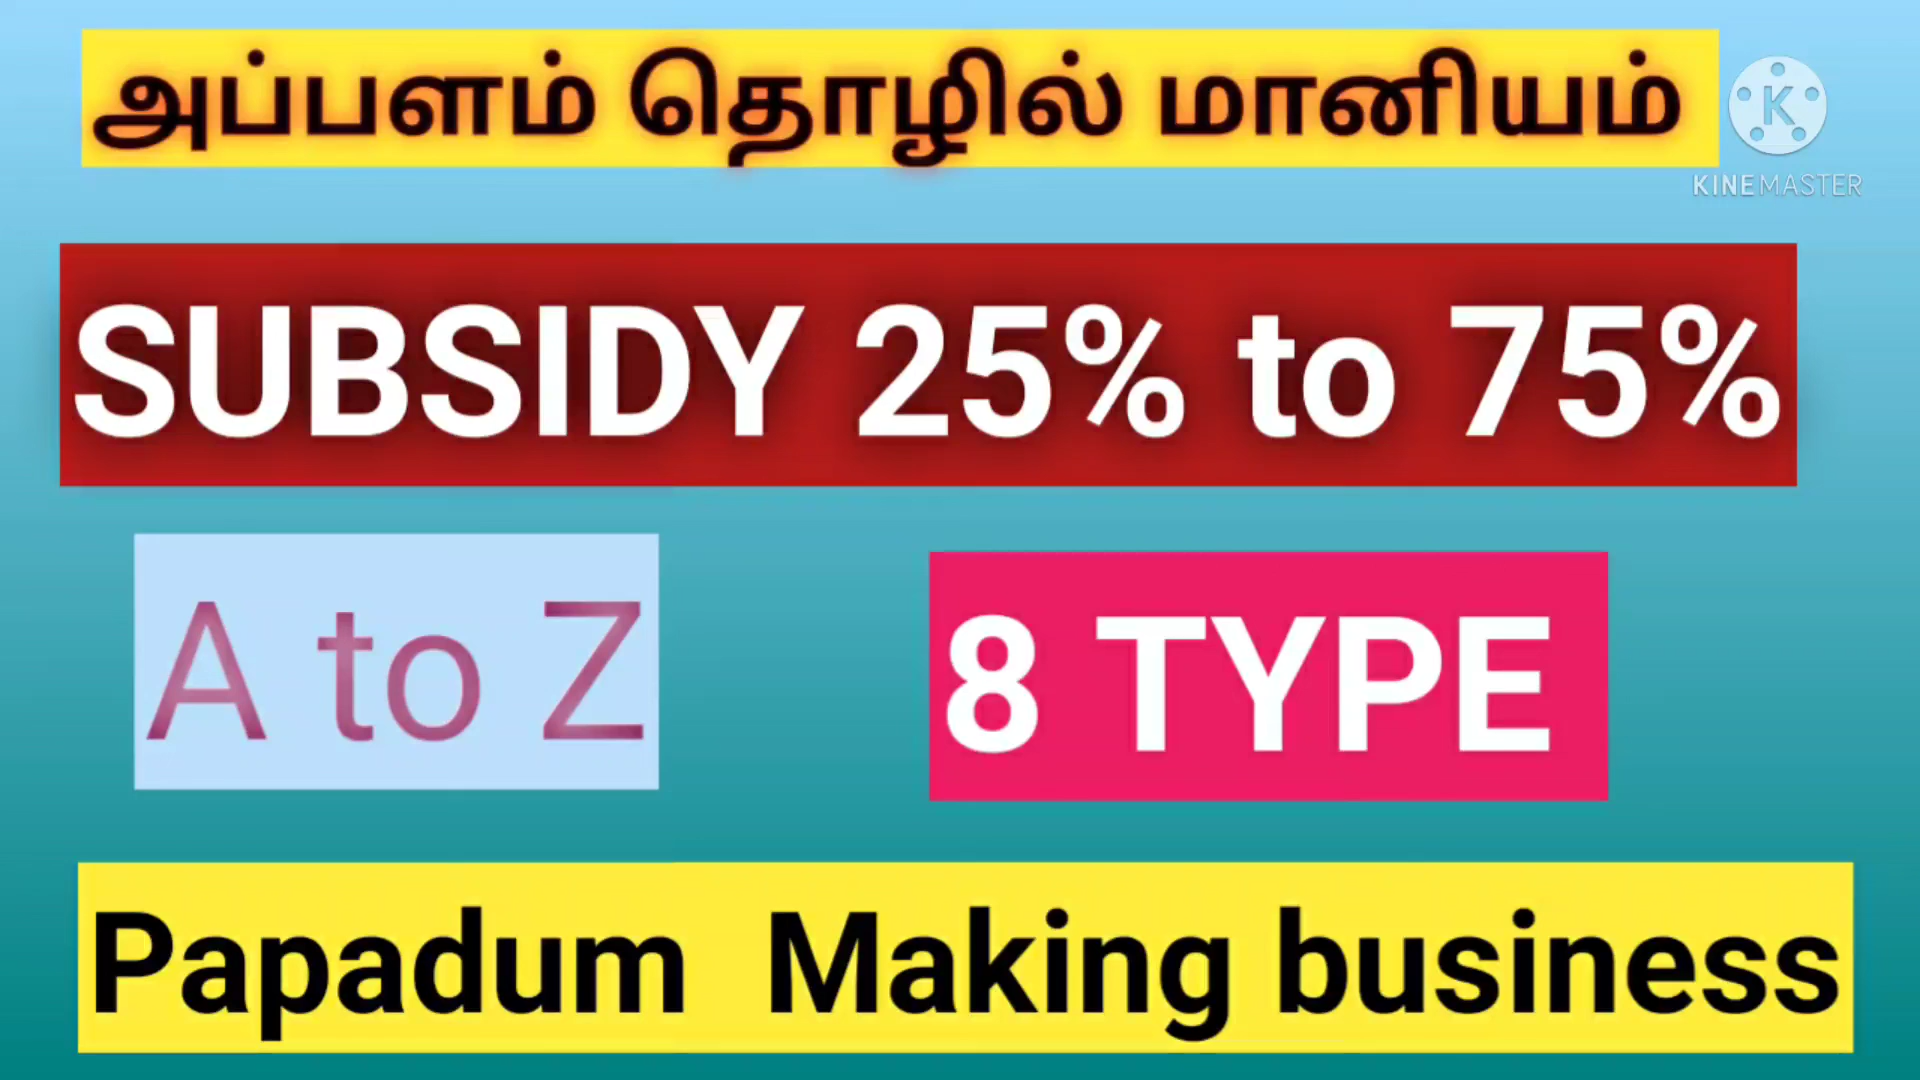 அப்பளம் தொழில் மானியம்
KINEMASTER
SUBSIDY 25% to 75%
A to Z
8 TYPE
Papadum Making business